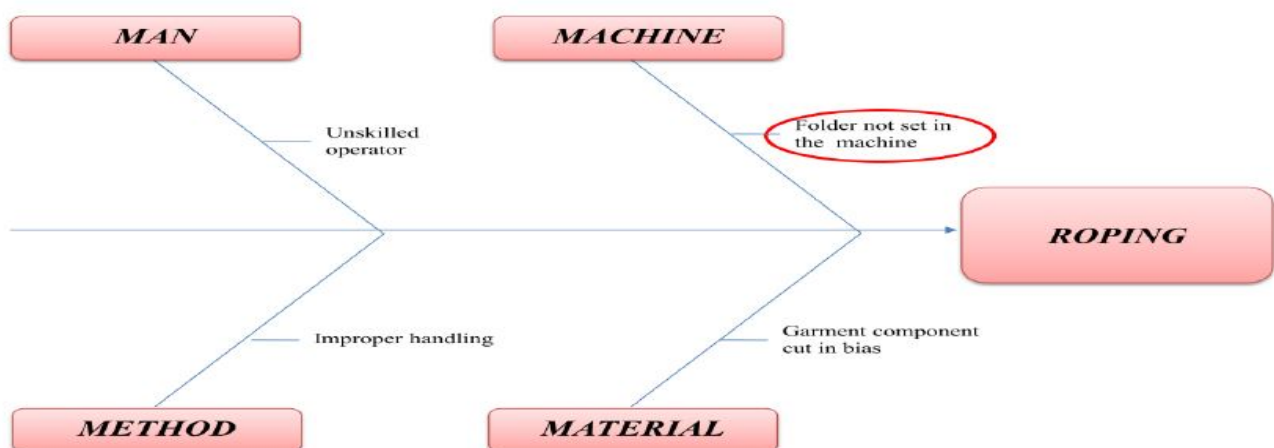 MAN
MACHINE
Unskilled
operator
Folder not set in
the machine
ROPING
Improper handling
Garment component
cut in bias
METHOD
MATERIAL